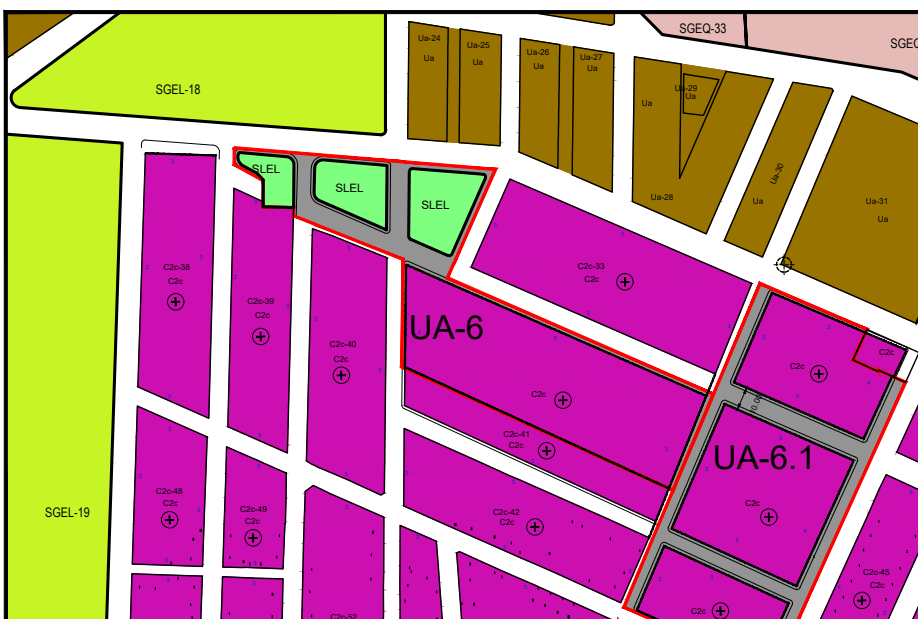 SGEQ-33
SGEQ
Ua-24
Ua-25
Ua-26
Ua-27
Ua
Ua
Ua
Ua
SGEL-18
Ua-29
Ua
Ua
SLEL
SLEL
SLEL
Ua-30
Ua-28
Ua
Ua-31
Ua
C2c-38
C2c
C2c-33
C2c
C2c-39
C2c
UA-6
C2c-40
C2c
C2c
C2c
C2c
C2c-41
C2c
UA-6.1
C2c-48
C2c
C2c-49
C2c
SGEL-19
C2c-42
C2c
C2c
C2c-45
C2c
C2c-52
C2c